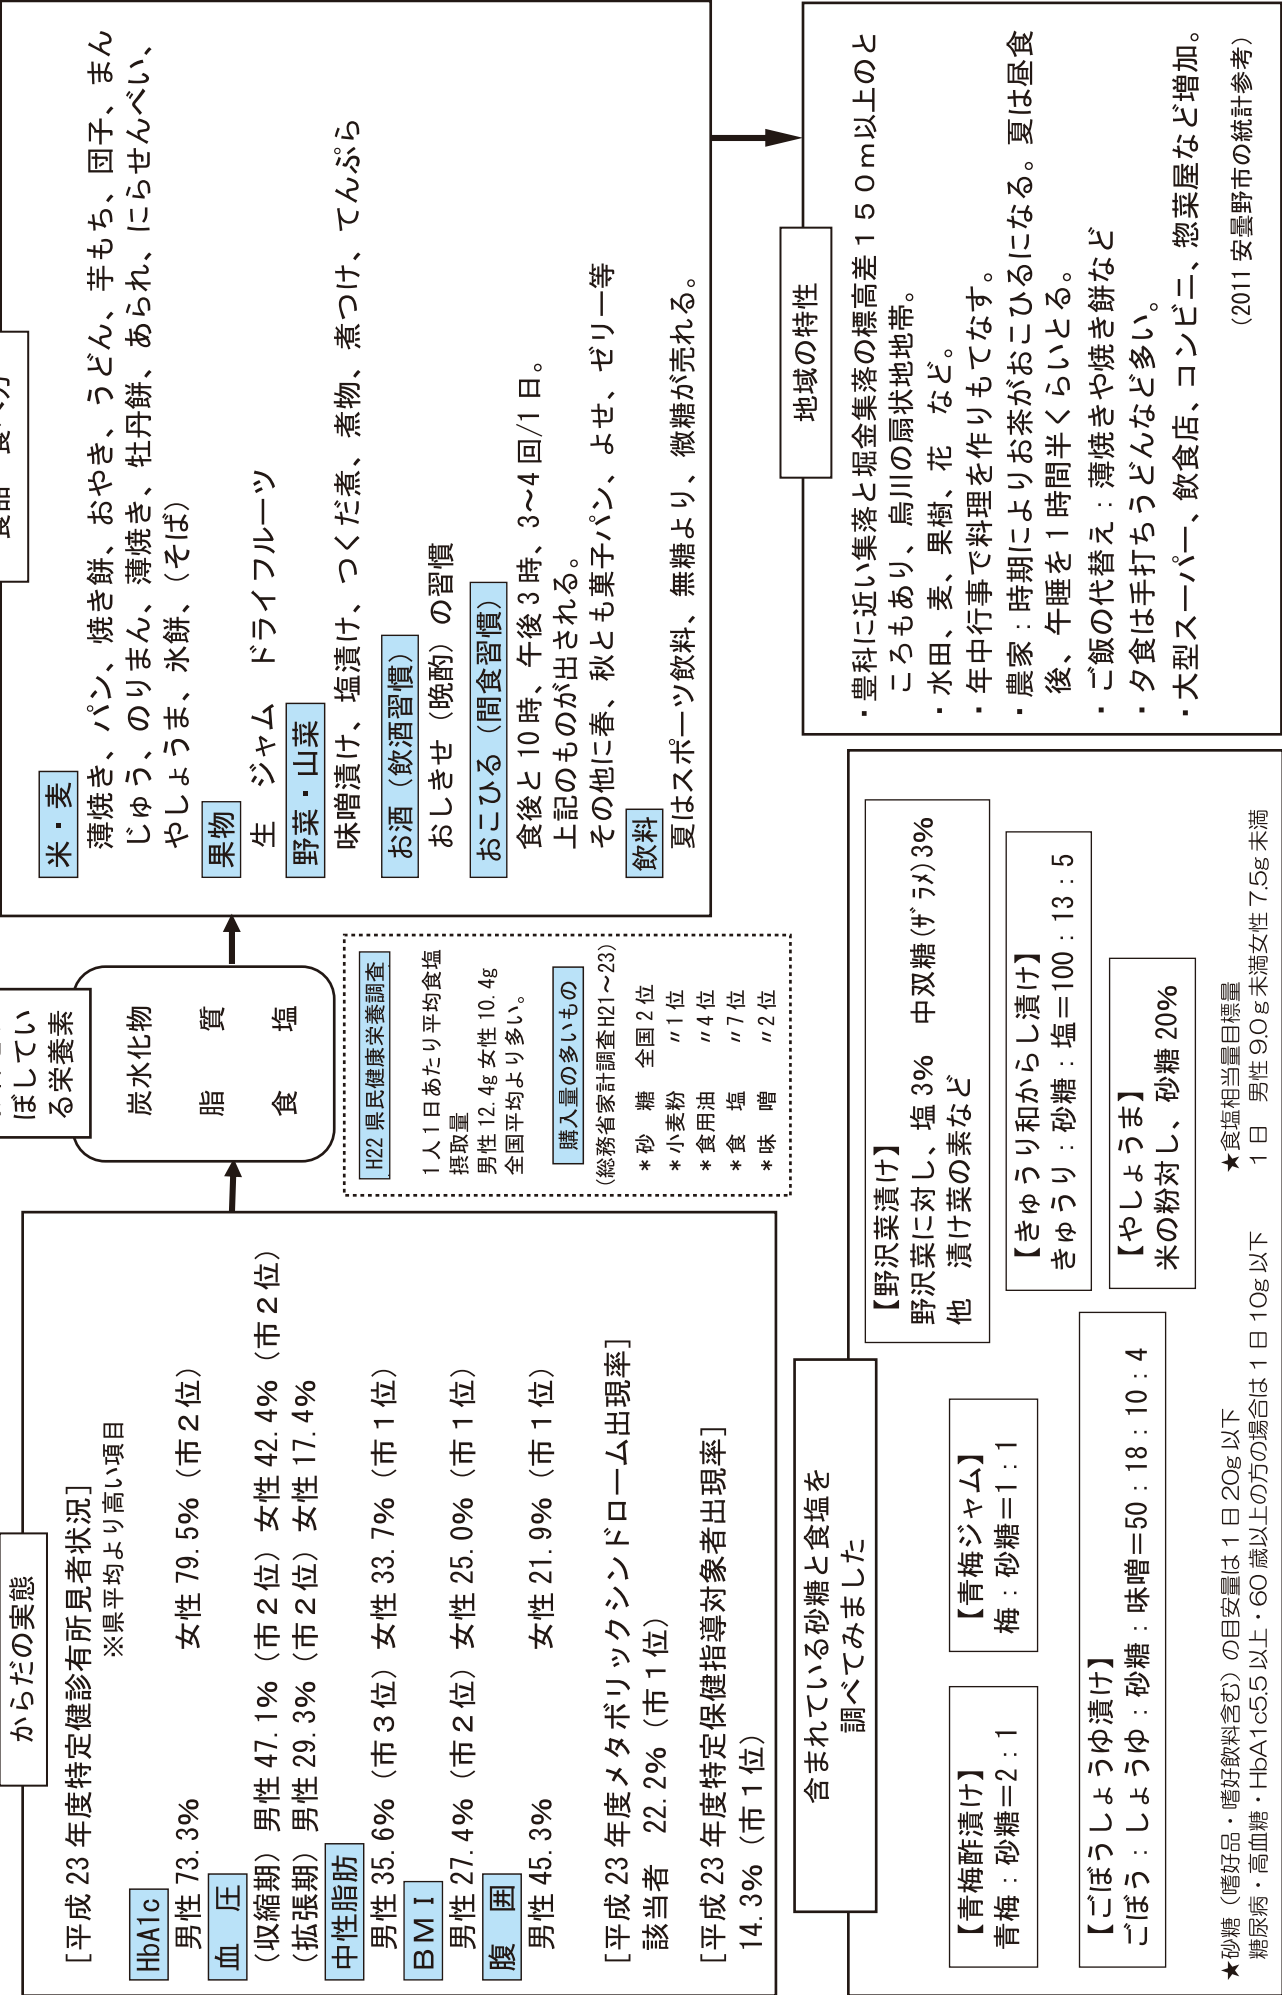 からだの実態
[平成 23 年度特定健診有所見者状況]
※県平均より高い項目
HbA1c
男性 73.3% 女性 79.5%（市２位）
血 圧
（収縮期）男性 47.1%（市２位）女性 42.4%（市２位）
（拡張期）男性 29.3%（市２位）女性 17.4%
中性脂肪
男性 35.6%（市３位）女性 33.7%（市１位）
ＢＭＩ
男性 27.4%（市２位）女性 25.0%（市１位）
腹 囲
男性 45.3% 女性 21.9%（市１位）
[平成 23 年度メタボリックシンドローム出現率]
該当者 22.2%（市１位）
[平成 23 年度特定保健指導対象者出現率]
14.3%（市１位）
ぼしてい
る栄養素
炭水化物
脂 質
食 塩
H22 県民健康栄養調査
１人１日あたり平均食塩
摂取量
男性 12.4g 女性 10.4g
全国平均より多い。
購入量の多いもの
（総務省家計調査H21～23）
＊砂 糖 全国２位
＊小麦粉 〃１位
＊食用油 〃４位
＊食 塩 〃７位
＊味 噌 〃２位
米・麦
薄焼き、パン、焼き餅、おやき、うどん、芋もち、団子、まん
じゅう、のりまん、薄焼き、牡丹餅、あられ、にらせんべい、
やしょうま、氷餅、（そば）
果物
生 ジャム ドライフルーツ
野菜・山菜
味噌漬け、塩漬け、つくだ煮、煮物、煮つけ、てんぷら
お酒（飲酒習慣）
おしきせ（晩酌）の習慣
おこひる（間食習慣）
食後と 10 時、午後 3 時、3～4 回/1 日。
上記のものが出される。
その他に春、秋とも菓子パン、よせ、ゼリー等
飲料
夏はスポーツ飲料、無糖より、微糖が売れる。
含まれている砂糖と食塩を
調べてみました
【青梅酢漬け】
青梅：砂糖＝2：1
【青梅ジャム】
梅：砂糖＝1：1
【野沢菜漬け】
野沢菜に対し、塩 3% 中双糖(ｻﾞﾗﾒ)3%
他 漬け菜の素など
【きゅうり和からし漬け】
きゅうり：砂糖：塩＝100：13：5
【ごぼうしょうゆ漬け】
ごぼう：しょうゆ：砂糖：味噌＝50：18：10：4
【やしょうま】
米の粉対し、砂糖 20%
★砂糖（嗜好品・嗜好飲料含む）の目安量は１日 20g 以下
糖尿病・高血糖・HbA1c5.5 以上・60 歳以上の方の場合は１日 10g 以下
★食塩相当量目標量
１日 男性 9.0g 未満女性 7.5g 未満
地域の特性
・豊科に近い集落と堀金集落の標高差１５０ｍ以上のと
ころもあり、烏川の扇状地地帯。
・水田、麦、果樹、花 など。
・年中行事で料理を作りもてなす。
・農家：時期によりお茶がおこひるになる。夏は昼食
後、午睡を１時間半くらいとる。
・ご飯の代替え：薄焼きや焼き餅など
・夕食は手打ちうどんなど多い。
・大型スーパー、飲食店、コンビニ、惣菜屋など増加。
（2011 安曇野市の統計参考）